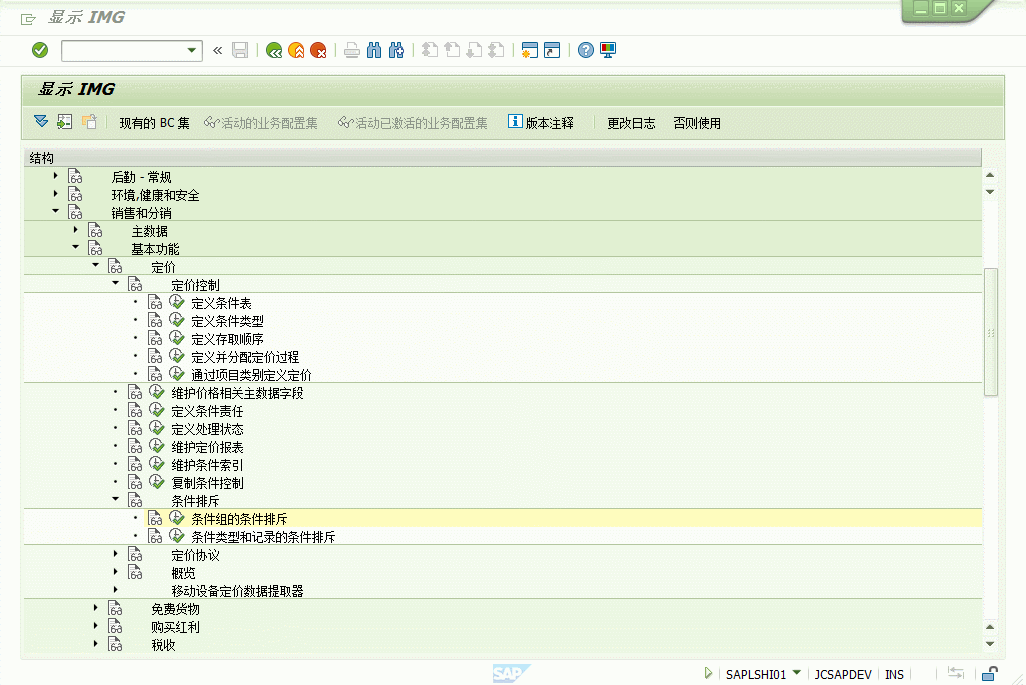 显示 IMG
显示 IMG
现有的 BC 集 活动的业务配置集 活动已激活的业务配置集 版本注释 更改日志 否则使用
结构
后勤 - 常规
环境,健康和安全
销售和分销
主数据
基本功能
定价
定价控制
定义条件表
定义条件类型
定义存取顺序
定义并分配定价过程
通过项目类别定义定价
维护价格相关主数据字段
定义条件责任
定义处理状态
维护定价报表
维护条件索引
复制条件控制
条件排斥
条件组的条件排斥
条件类型和记录的条件排斥
定价协议
概览
移动设备定价数据提取器
免费货物
购买红利
税收
SAP SAPLSHI01 JCSAPDEV INS